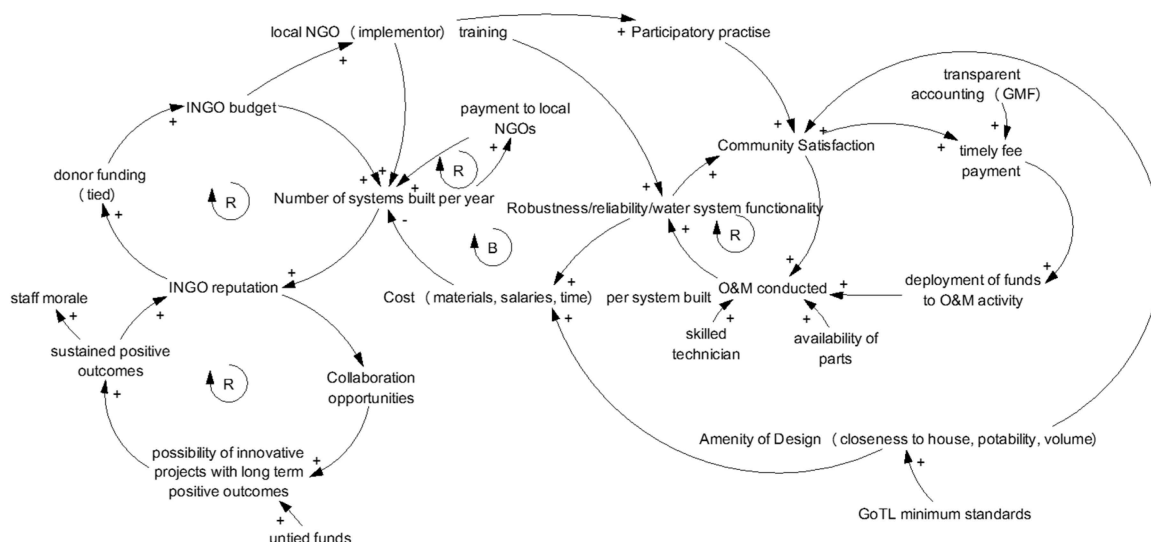 local NGO (implementor) training
+
+ Participatory practise
+
INGO budget
+
payment to local
NGOs
+
transparent
accounting (GMF)
+
+
+
Community Satisfaction
+
timely fee
payment
donor funding
(tied)
+
R
+
+
+
R
+
+
Number of systems built per year
-
Robustness/reliability/water system functionality
+
R
B
+
INGO reputation
+
Cost (materials, salaries, time) per system built
+
+
O&M conducted
+
+
deployment of funds
to O&M activity
+
staff morale
+
+
sustained positive
outcomes
+
R
Collaboration
opportunities
skilled
technician
+
availability of
parts
+
possibility of innovative
projects with long term
positive outcomes
+
+
untied funds
Amenity of Design (closeness to house, potability, volume)
+
GoTL minimum standards